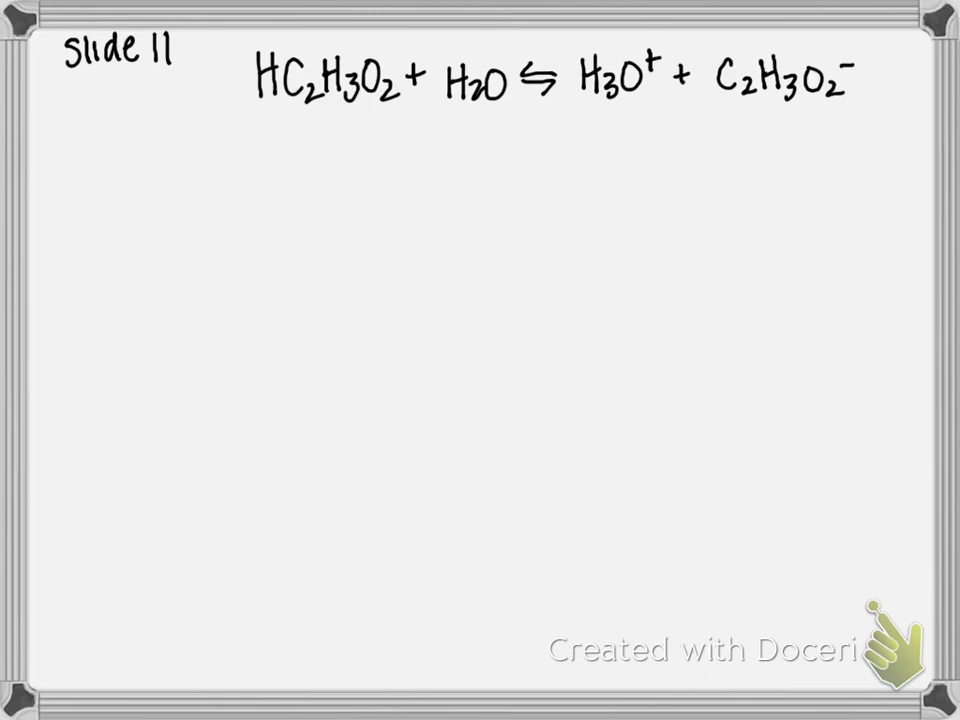 slide 11
HC₂H₃O₂ + H₂O ⇋ H₃O⁺ + C₂H₃O₂⁻
Created with Doceri